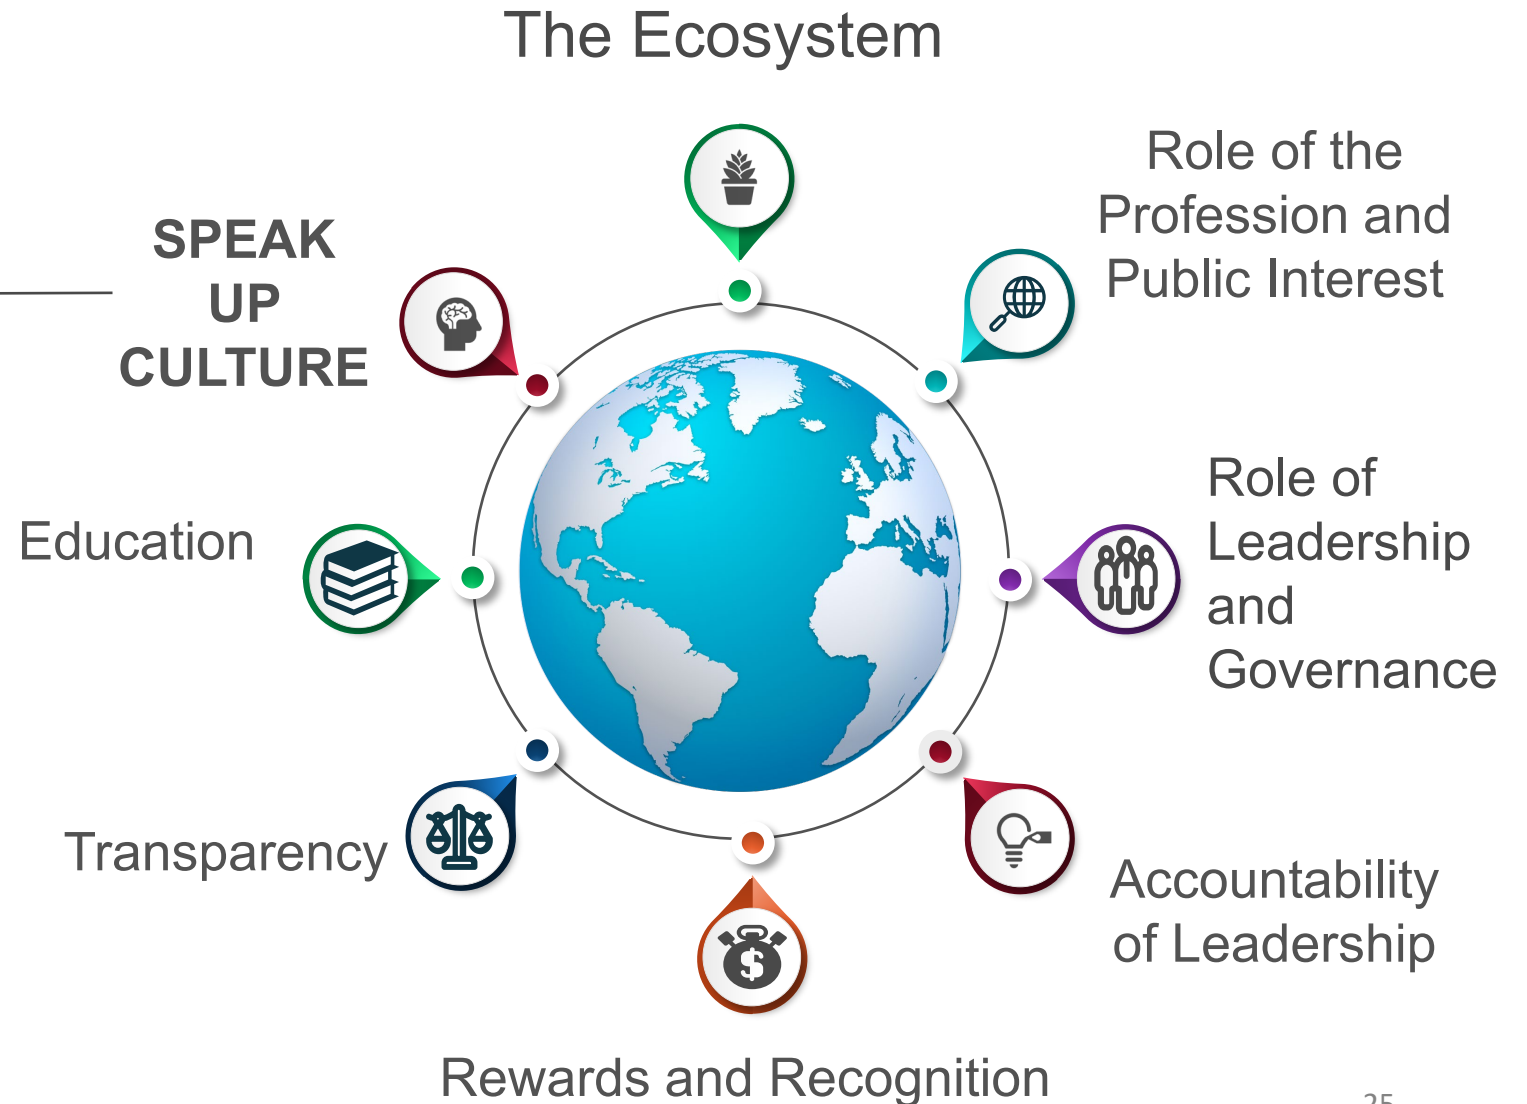 The Ecosystem
Role of the
Profession and
Public Interest
SPEAK
UP
CULTURE
Role of
Leadership
and
Governance
Education
Transparency
Accountability
of Leadership
$
Rewards and Recognition
25